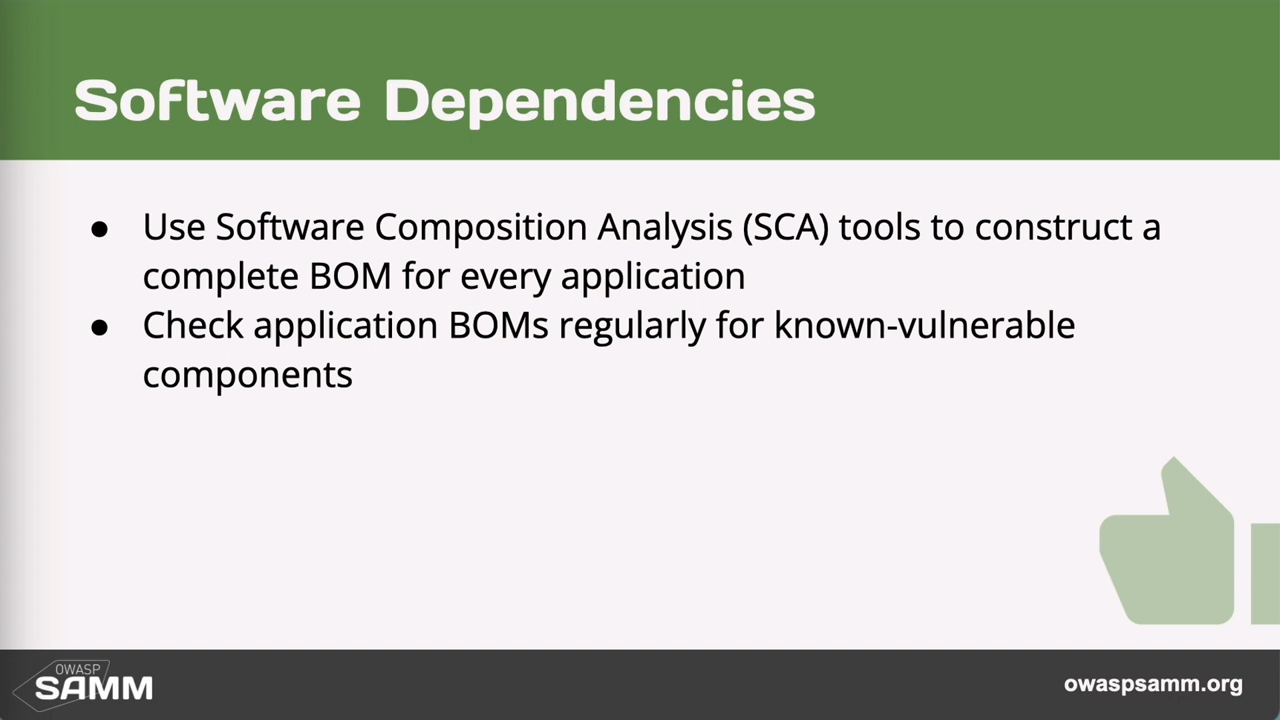 Software Dependencies
● Use Software Composition Analysis (SCA) tools to construct a
complete BOM for every application
● Check application BOMs regularly for known-vulnerable
components
OWASP
SAMM
owaspsamm.org